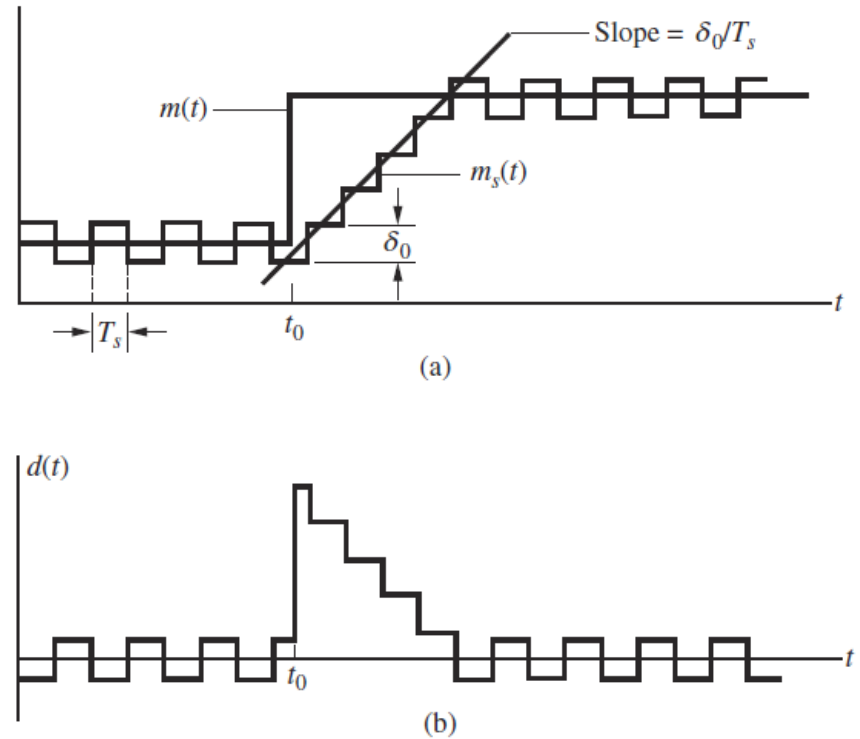 Slope = δ₀/Tₛ
m(t)
mₛ(t)
δ₀
t
Tₛ
t₀
(a)
d(t)
t
t₀
(b)